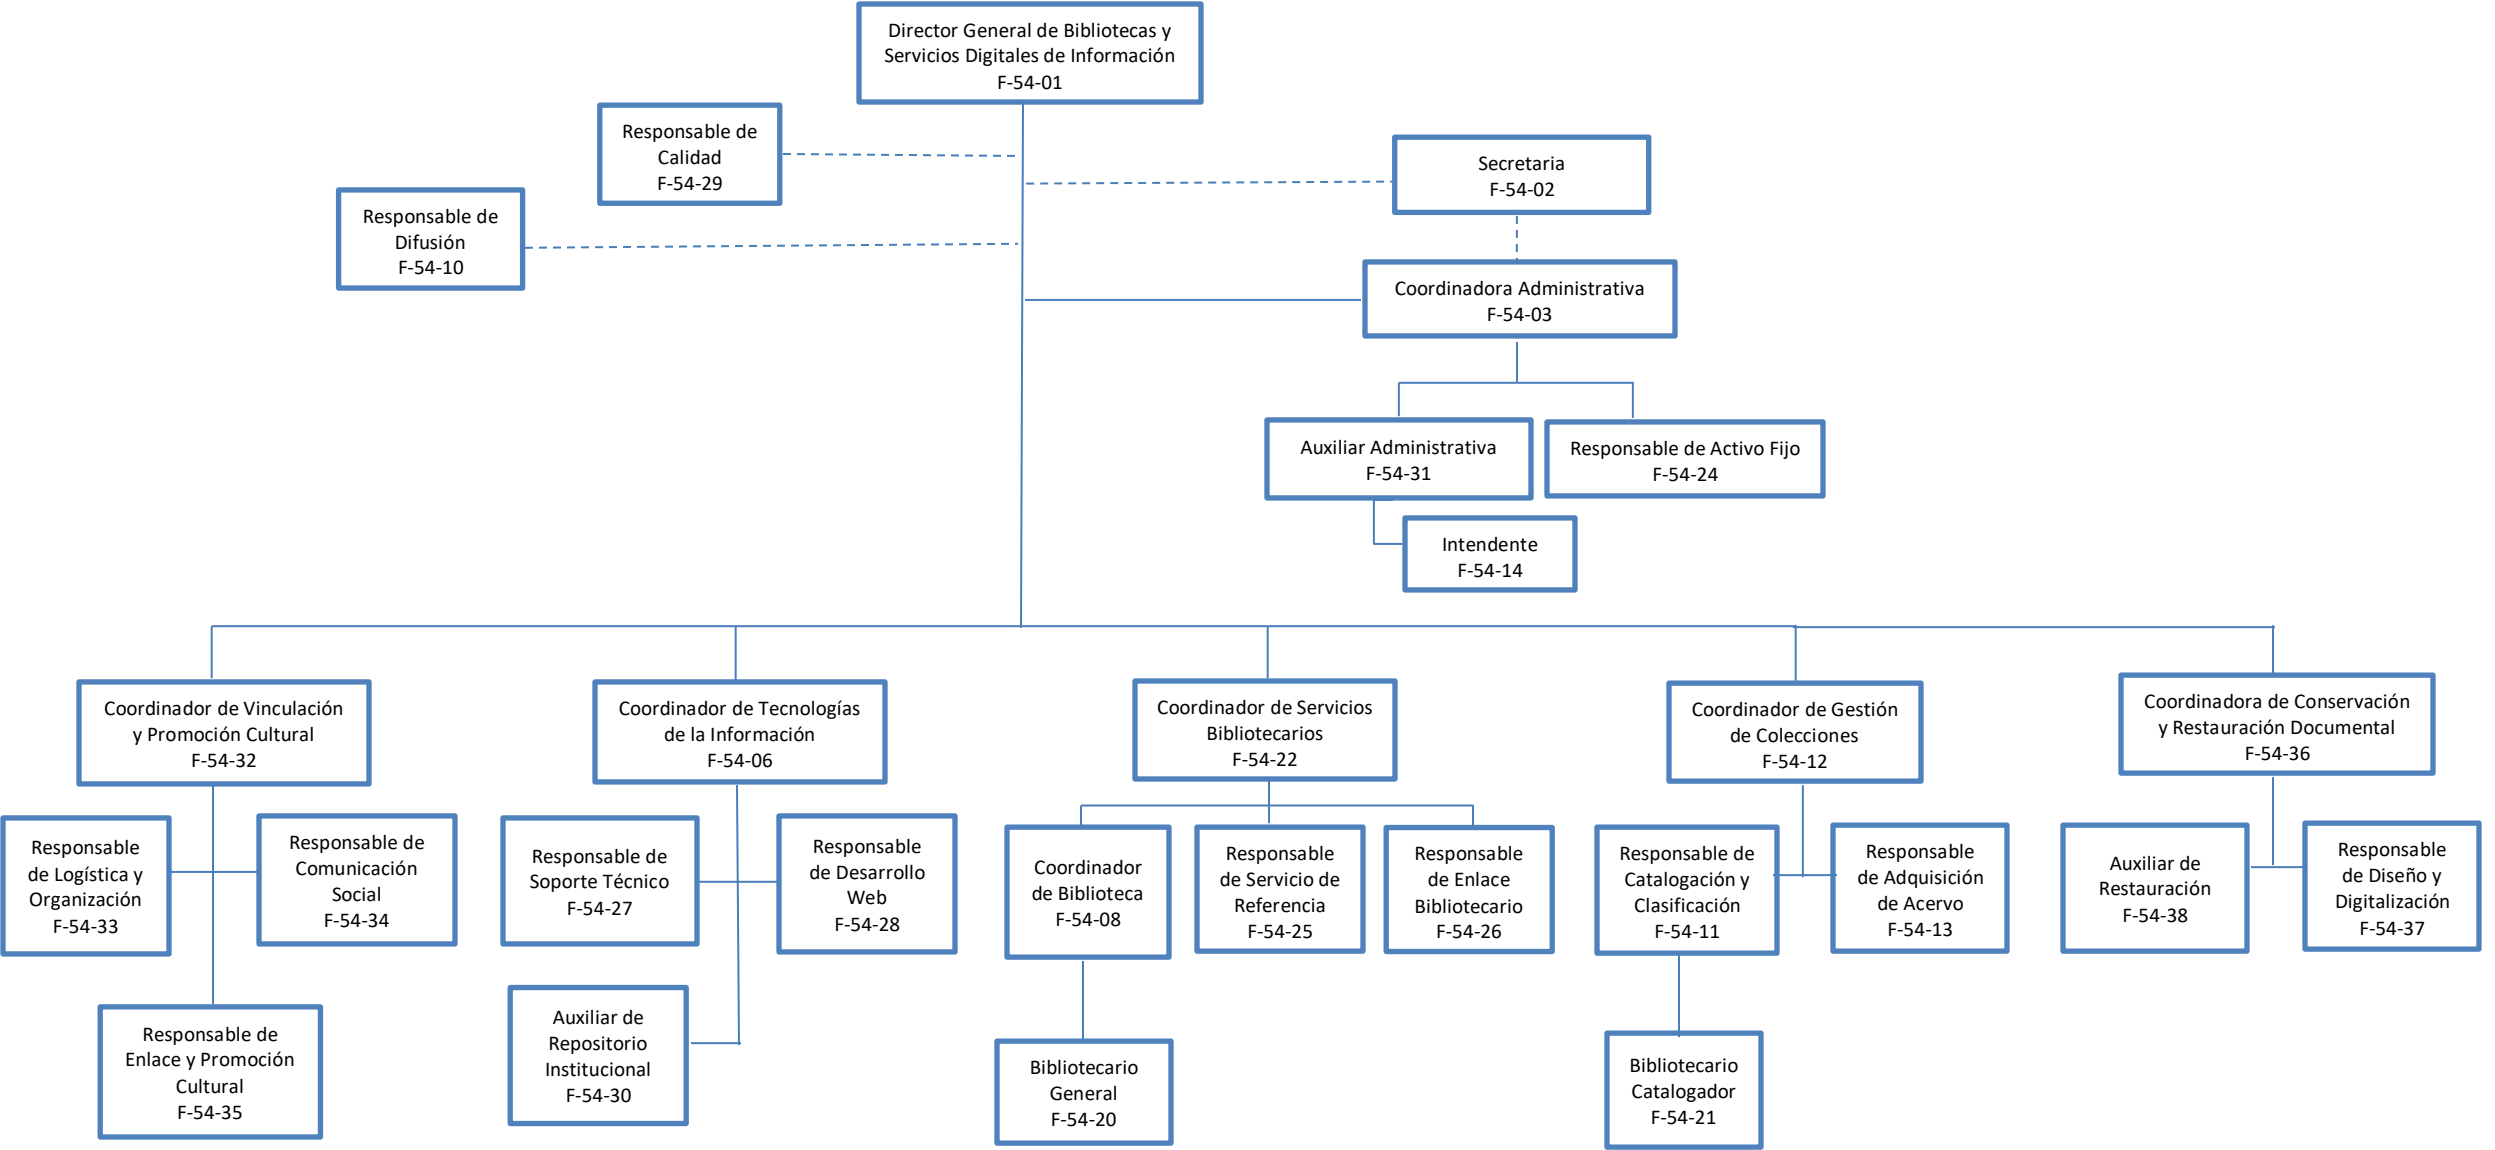 Director General de Bibliotecas y
Servicios Digitales de Información
F-54-01
Responsable de
Calidad
F-54-29
Secretaria
F-54-02
Responsable de
Difusión
F-54-10
Coordinadora Administrativa
F-54-03
Auxiliar Administrativa
F-54-31
Responsable de Activo Fijo
F-54-24
Intendente
F-54-14
Coordinador de Vinculación
y Promoción Cultural
F-54-32
Coordinador de Tecnologías
de la Información
F-54-06
Coordinador de Servicios
Bibliotecarios
F-54-22
Coordinador de Gestión
de Colecciones
F-54-12
Coordinadora de Conservación
y Restauración Documental
F-54-36
Responsable
de Logística y
Organización
F-54-33
Responsable de
Comunicación
Social
F-54-34
Responsable de
Soporte Técnico
F-54-27
Responsable
de Desarrollo
Web
F-54-28
Coordinador
de Biblioteca
F-54-08
Responsable
de Servicio de
Referencia
F-54-25
Responsable
de Enlace
Bibliotecario
F-54-26
Responsable de
Catalogación y
Clasificación
F-54-11
Responsable
de Adquisición
de Acervo
F-54-13
Auxiliar de
Restauración
F-54-38
Responsable
de Diseño y
Digitalización
F-54-37
Responsable de
Enlace y Promoción
Cultural
F-54-35
Auxiliar de
Repositorio
Institucional
F-54-30
Bibliotecario
General
F-54-20
Bibliotecario
Catalogador
F-54-21